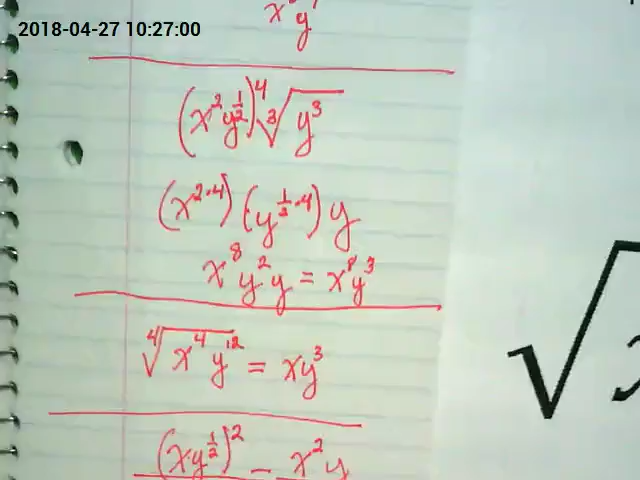 2018-04-27 10:27:00
(x²y^{1/2})⁴ ∛(y³)
(x^{2·4}) (y^{1/2·4}) y
x⁸y²y = x⁸y³
∜(x⁴y¹²) = xy³
(xy^{1/2})² = x²y